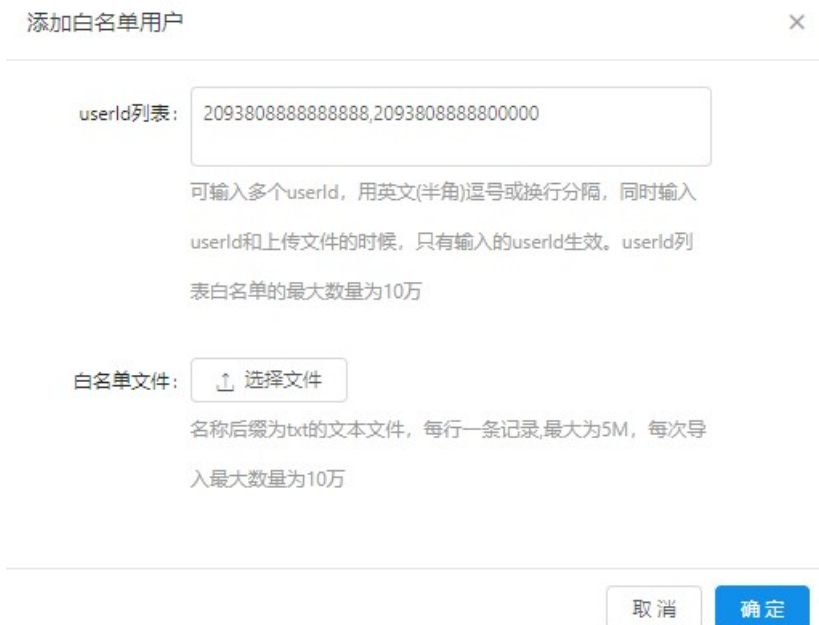 添加白名单用户
userId列表：
2093808888888888,2093808888800000
可输入多个userId，用英文(半角)逗号或换行分隔，同时输入
userId和上传文件的时候，只有输入的userId生效。userId列
表白名单的最大数量为10万
白名单文件：
选择文件
名称后缀为txt的文本文件，每行一条记录,最大为5M，每次导
入最大数量为10万
取 消
确 定